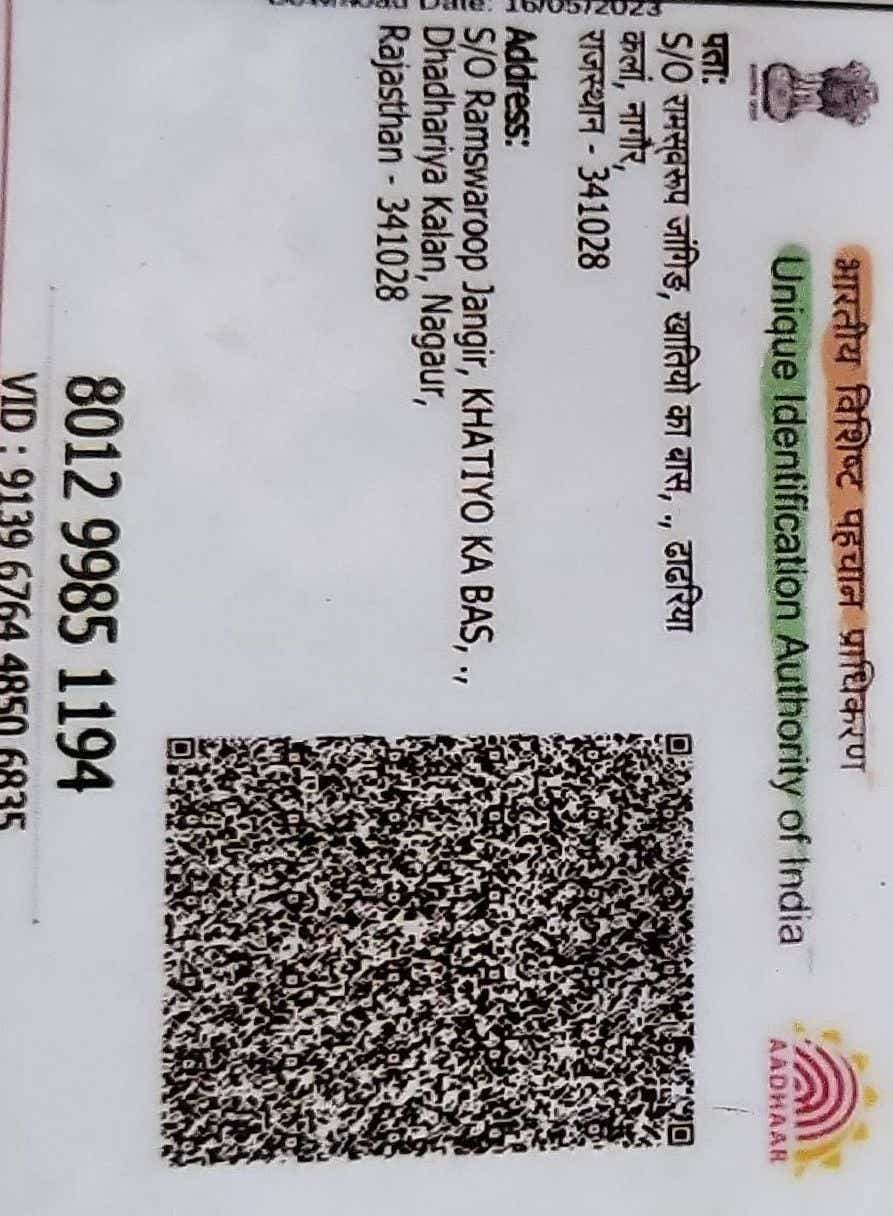 Download Date: 16/05/2023
भारतीय विशिष्ट पहचान प्राधिकरण
Unique Identification Authority of India
AADHAAR
पता:
S/O रामस्वरूप जांगिड, खातियो का बास, ., ढाढरिया
कलां, नागौर,
राजस्थान - 341028
Address:
S/O Ramswaroop Jangir, KHATIYO KA BAS, .,
Dhadhariya Kalan, Nagaur,
Rajasthan - 341028
8012 9985 1194
VID : 9139 6764 4850 6835